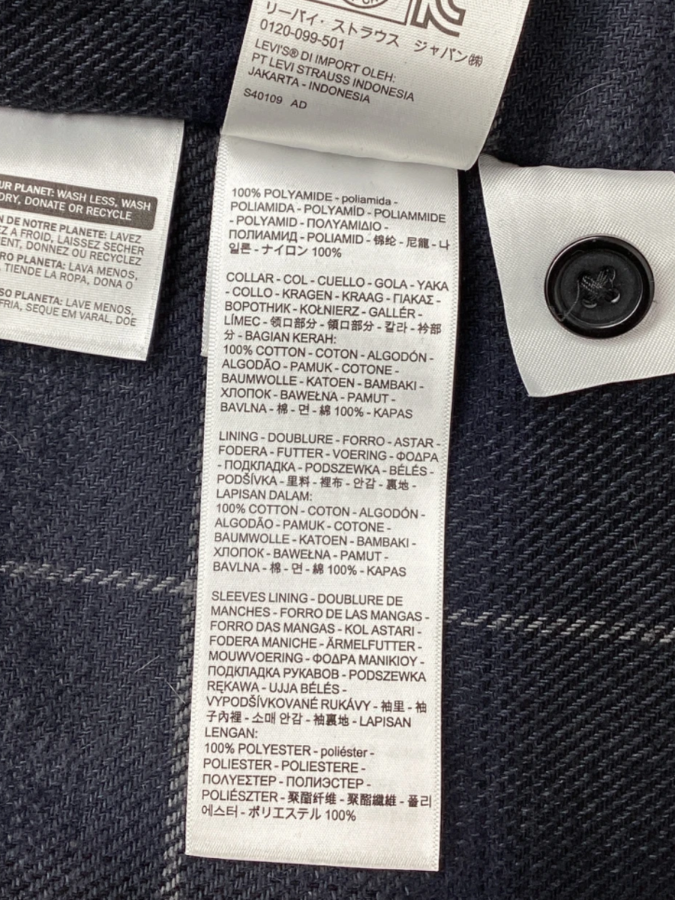 リーバイ・ストラウス ジャパン㈱
0120-099-501
LEVI'S® DI IMPORT OLEH:
PT LEVI STRAUSS INDONESIA
JAKARTA - INDONESIA
S40109 AD
UR PLANET: WASH LESS, WASH
DRY, DONATE OR RECYCLE
N DE NOTRE PLANETE: LAVEZ
Z A FROID, LAISSEZ SECHER
MENT, DONNEZ OU RECYCLEZ
RO PLANETA: LAVA MENOS,
, TIENDE LA ROPA, DONA O
SO PLANETA: LAVE MENOS,
FRIA, SEQUE EM VARAL, DOE
100% POLYAMIDE - poliamida -
POLIAMIDA - POLYAMİD - POLIAMMIDE
- POLYAMID - ΠΟΛΥΑΜΙΔΙΟ -
ПОЛИАМИД - POLIAMID - 锦纶 - 尼龍 - 나
일론 - ナイロン 100%
COLLAR - COL - CUELLO - GOLA - YAKA
- COLLO - KRAGEN - KRAAG - ΓΙΑΚΑΣ -
ВОРОТНИК - KOŁNIERZ - GALLÉR -
LÍMEC - 领口部分 - 領口部分 - 칼라 - 衿部
分 - BAGIAN KERAH:
100% COTTON - COTON - ALGODÓN -
ALGODÃO - PAMUK - COTONE -
BAUMWOLLE - KATOEN - BAMBAKI -
ХЛОПОК - BAWEŁNA - PAMUT -
BAVLNA - 棉 - 면 - 綿 100% - KAPAS
LINING - DOUBLURE - FORRO - ASTAR -
FODERA - FUTTER - VOERING - ΦΟΔΡΑ
- ПОДКЛАДКА - PODSZEWKA - BÉLÉS -
PODŠÍVKA - 里料 - 裡布 - 안감 - 裏地 -
LAPISAN DALAM:
100% COTTON - COTON - ALGODÓN -
ALGODÃO - PAMUK - COTONE -
BAUMWOLLE - KATOEN - BAMBAKI -
ХЛОПОК - BAWEŁNA - PAMUT -
BAVLNA - 棉 - 면 - 綿 100% - KAPAS
SLEEVES LINING - DOUBLURE DE
MANCHES - FORRO DE LAS MANGAS -
FORRO DAS MANGAS - KOL ASTARI -
FODERA MANICHE - ÄRMELFUTTER -
MOUWVOERING - ΦΟΔΡΑ ΜΑΝΙΚΙΟΥ -
ПОДКЛАДКА РУКАВОВ - PODSZEWKA
RĘKAWA - UJJA BÉLÉS -
VYPODŠÍVKOVANÉ RUKÁVY - 袖里 - 袖
子內裡 - 소매 안감 - 袖裏地 - LAPISAN
LENGAN:
100% POLYESTER - poliéster -
POLIESTER - POLIESTERE -
ΠΟΛΥΕΣΤΕΡ - ПОЛИЭСТЕР -
POLIÉSZTER - 聚酯纤维 - 聚酯纖維 - 폴리
에스터 - ポリエステル 100%